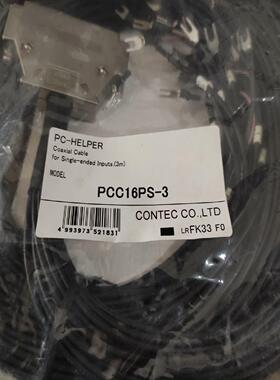 PC-HELPER
Coaxial Cable
for Single-ended Inputs.(3m)
MODEL
PCC16PS-3
CONTEC CO.,LTD
LRFK33 F0
4 993973 521831